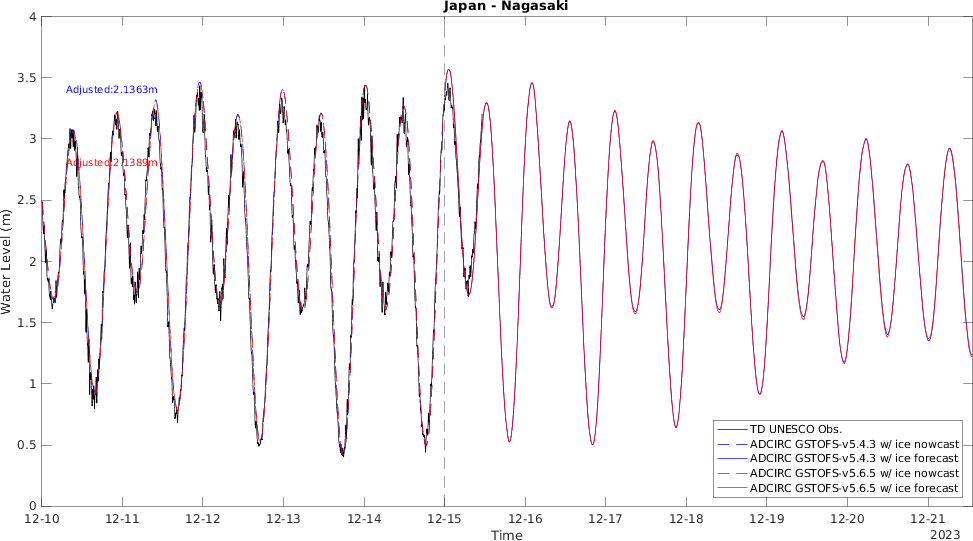 Japan - Nagasaki
4
3.5
3
2.5
2
1.5
1
0.5
0
Water Level (m)
Adjusted:2.1363m
Adjusted:2.1389m
TD UNESCO Obs.
ADCIRC GSTOFS-v5.4.3 w/ ice nowcast
ADCIRC GSTOFS-v5.4.3 w/ ice forecast
ADCIRC GSTOFS-v5.6.5 w/ ice nowcast
ADCIRC GSTOFS-v5.6.5 w/ ice forecast
12-10 12-11 12-12 12-13 12-14 12-15 12-16 12-17 12-18 12-19 12-20 12-21
Time
2023